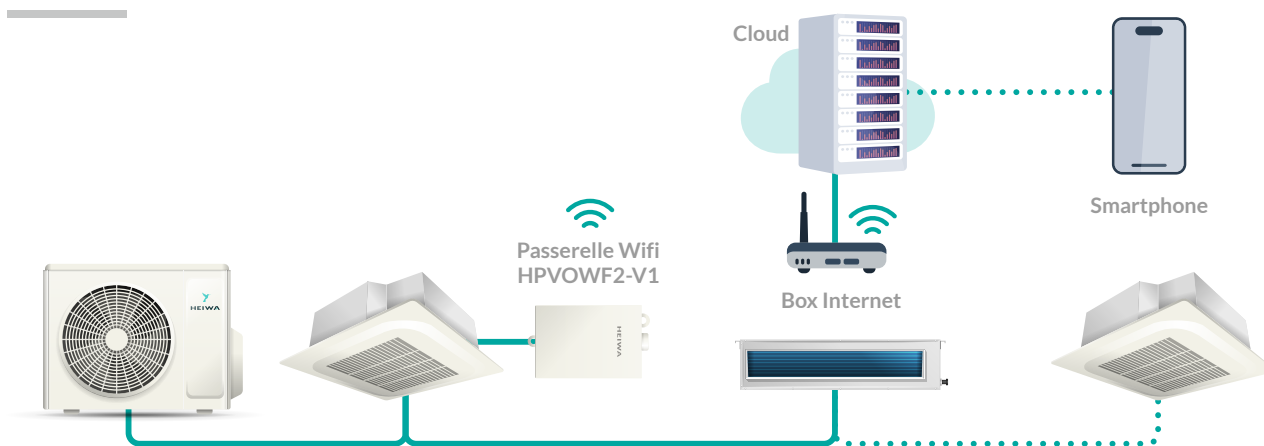 Cloud
Smartphone
Passerelle Wifi
HPVOWF2-V1
Box Internet
HEIWA
HEIWA